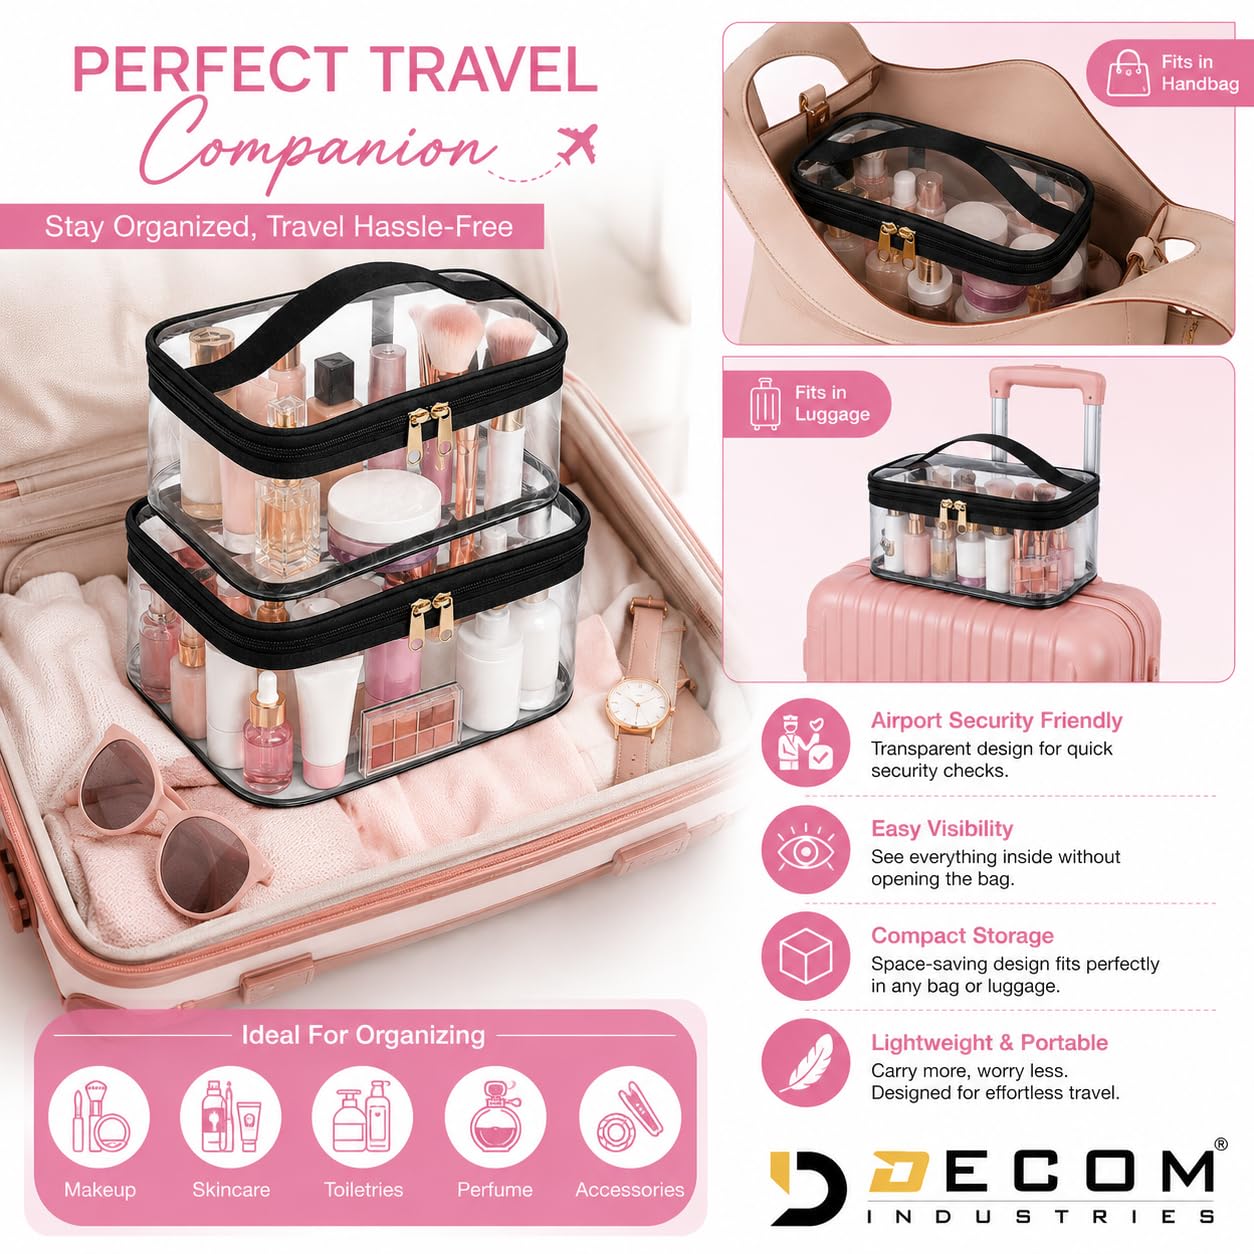 PERFECT TRAVEL
Companion
Stay Organized, Travel Hassle-Free
Fits in
Handbag
Fits in
Luggage
Airport Security Friendly
Transparent design for quick
security checks.
Easy Visibility
See everything inside without
opening the bag.
Compact Storage
Space-saving design fits perfectly
in any bag or luggage.
Lightweight & Portable
Carry more, worry less.
Designed for effortless travel.
Ideal For Organizing
Makeup
Skincare
Toiletries
Perfume
Accessories
DECOM®
INDUSTRIES